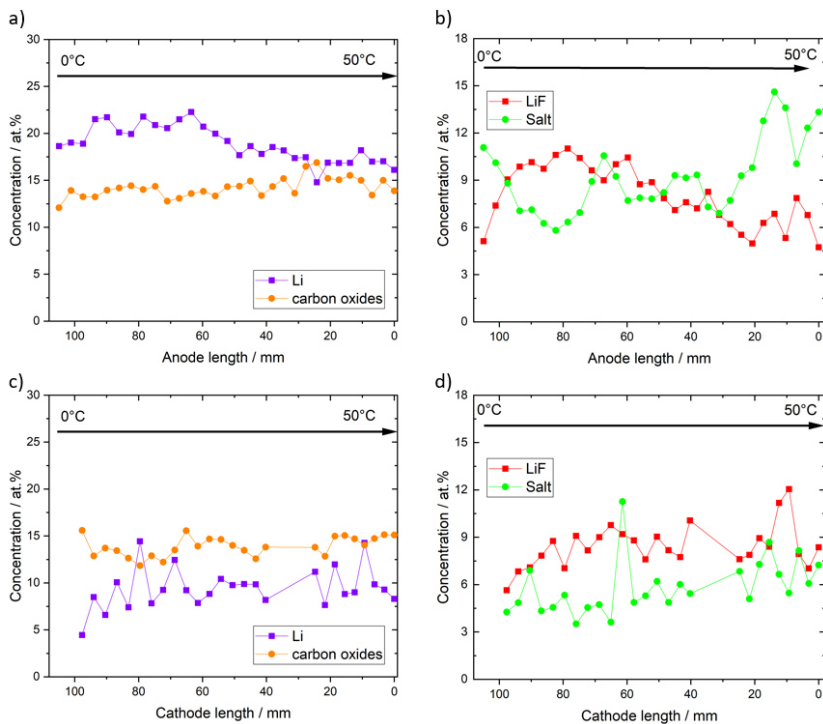 a)
30
25
20
15
10
5
0
Concentration / at.%
0°C
50°C
Li
carbon oxides
100 80 60 40 20 0
Anode length / mm
b)
18
15
12
9
6
3
0
Concentration / at.%
0°C
50°C
LiF
Salt
100 80 60 40 20 0
Anode length / mm
c)
30
25
20
15
10
5
0
Concentration / at.%
0°C
50°C
Li
carbon oxides
100 80 60 40 20 0
Cathode length / mm
d)
18
15
12
9
6
3
0
Concentration / at.%
0°C
50°C
LiF
Salt
100 80 60 40 20 0
Cathode length / mm